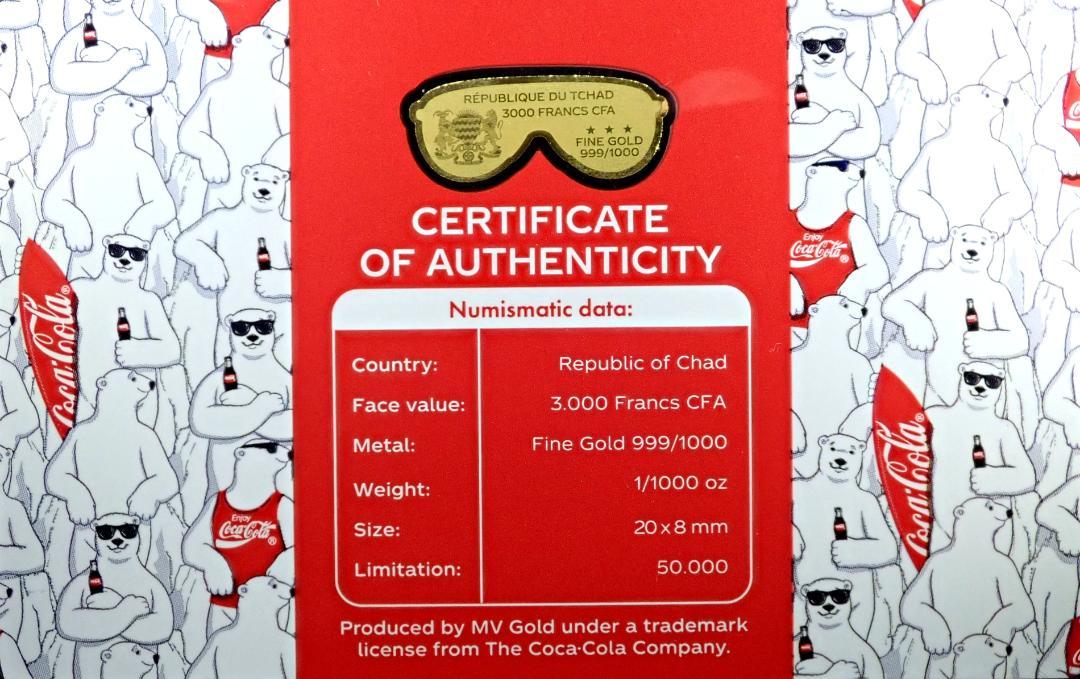 RÉPUBLIQUE DU TCHAD
3000 FRANCS CFA
FINE GOLD
999/1000
CERTIFICATE
OF AUTHENTICITY
Numismatic data:
Country: Republic of Chad
Face value: 3.000 Francs CFA
Metal: Fine Gold 999/1000
Weight: 1/1000 oz
Size: 20x8 mm
Limitation: 50.000
Produced by MV Gold under a trademark
license from The Coca-Cola Company.
Coca-Cola®
Enjoy
Coca-Cola®
Enjoy
Coca-Cola®
Coca-Cola®